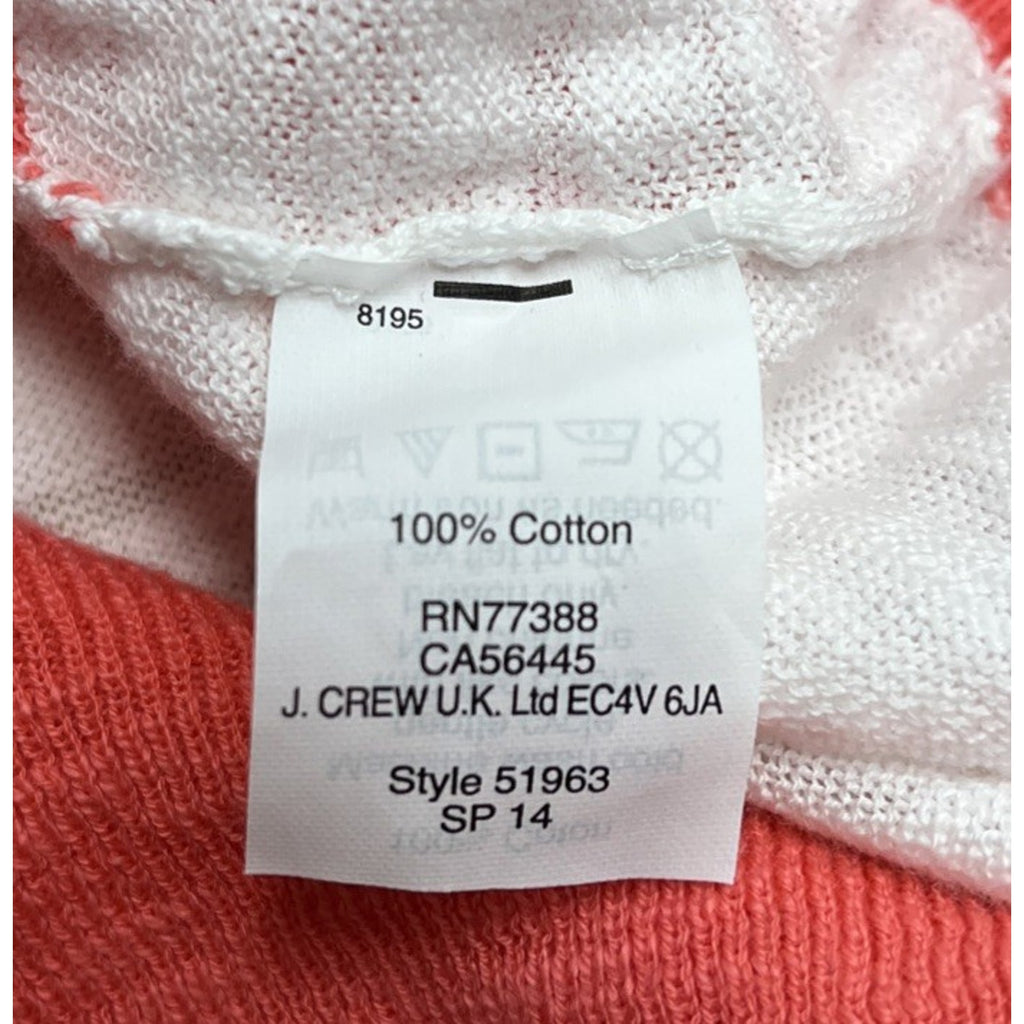 8195
100% Cotton
RN77388
CA56445
J. CREW U.K. Ltd EC4V 6JA
Style 51963
SP 14